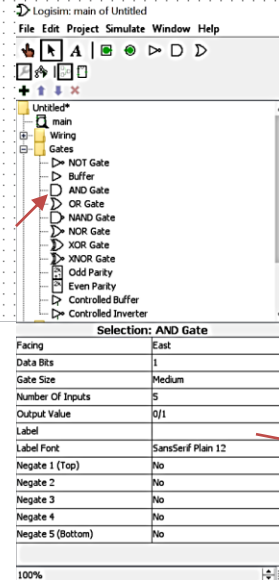 Logisim: main of Untitled
File Edit Project Simulate Window Help
A
Untitled*
main
Wiring
Gates
NOT Gate
Buffer
AND Gate
OR Gate
NAND Gate
NOR Gate
XOR Gate
XNOR Gate
Odd Parity
Even Parity
Controlled Buffer
Controlled Inverter
Selection: AND Gate
Facing East
Data Bits 1
Gate Size Medium
Number Of Inputs 5
Output Value 0/1
Label
Label Font SansSerif Plain 12
Negate 1 (Top) No
Negate 2 No
Negate 3 No
Negate 4 No
Negate 5 (Bottom) No
100%